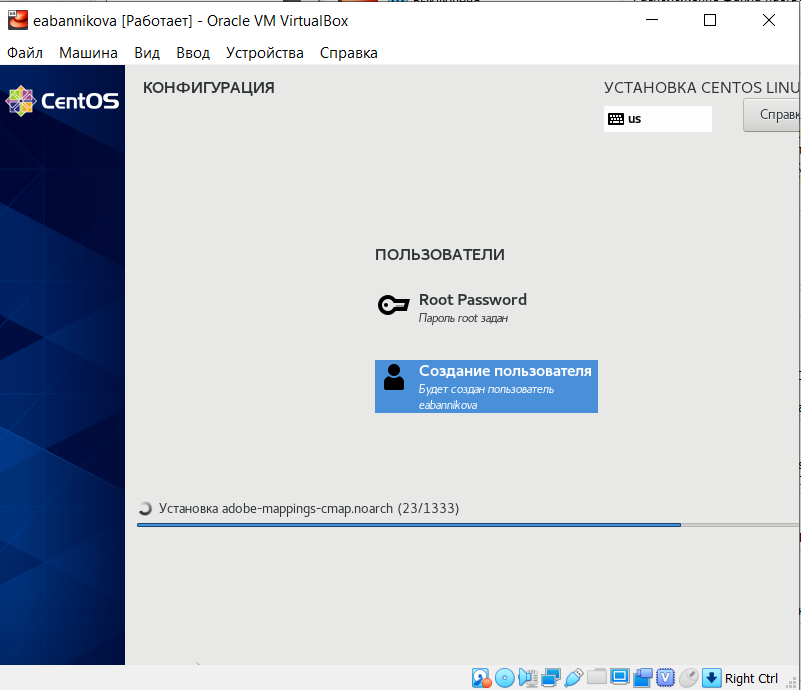 eabannikova [Работает] - Oracle VM VirtualBox
Файл Машина Вид Ввод Устройства Справка
CentOS
КОНФИГУРАЦИЯ
УСТАНОВКА CENTOS LINU
us
Справк
ПОЛЬЗОВАТЕЛИ
Root Password
Пароль root задан
Создание пользователя
Будет создан пользователь
eabannikova
Установка adobe-mappings-cmap.noarch (23/1333)
Right Ctrl